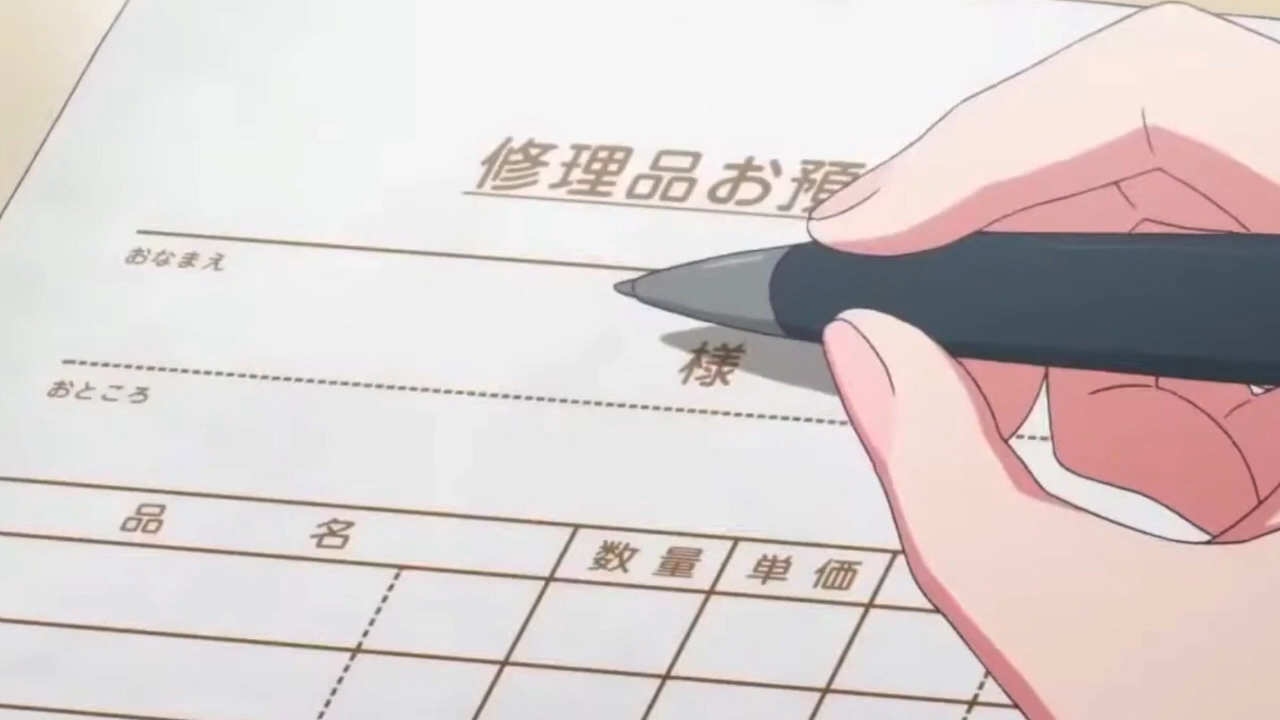 修理品お預
おなまえ
様
おところ
品 名 数量 単価